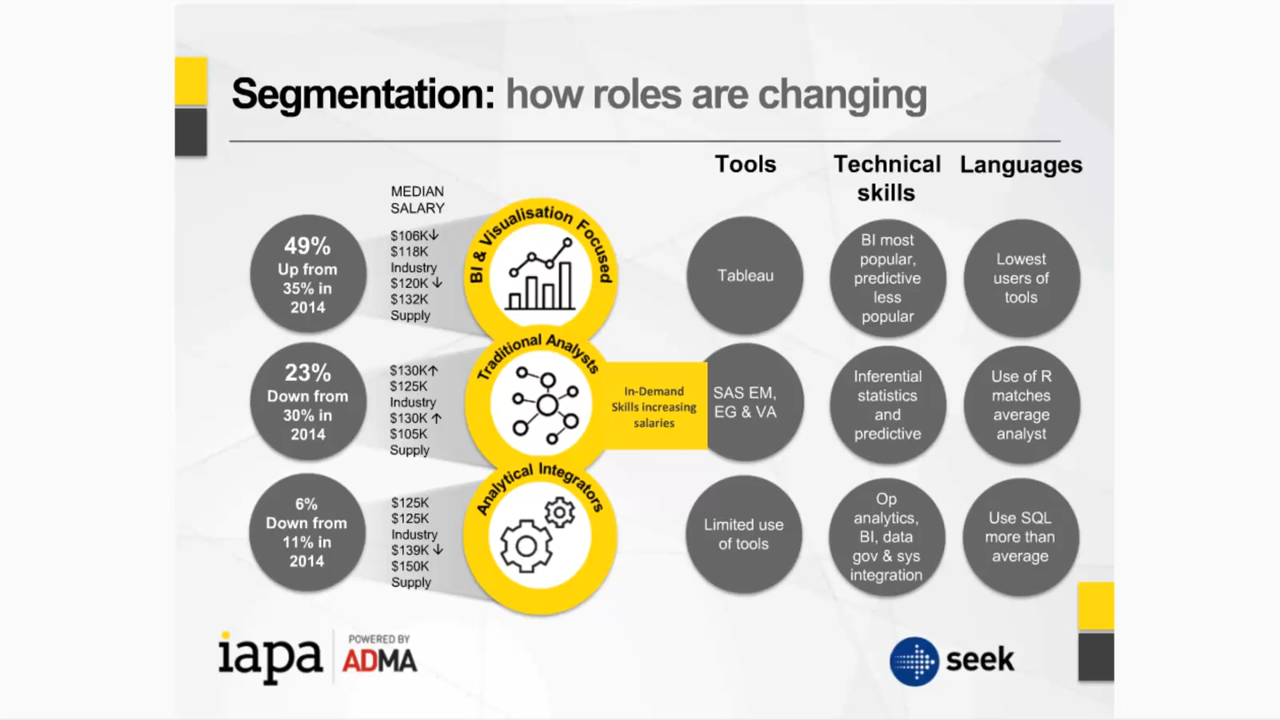 Segmentation: how roles are changing
Tools
Technical
skills
Languages
MEDIAN
SALARY
49%
Up from
35% in
2014
$106K↓
$118K
Industry
$120K ↓
$132K
Supply
BI & Visualisation Focused
Tableau
BI most
popular,
predictive
less
popular
Lowest
users of
tools
23%
Down from
30% in
2014
$130K↑
$125K
Industry
$130K ↑
$105K
Supply
Traditional Analysts
In-Demand
Skills increasing
salaries
SAS EM,
EG & VA
Inferential
statistics
and
predictive
Use of R
matches
average
analyst
6%
Down from
11% in
2014
$125K
$125K
Industry
$139K ↓
$150K
Supply
Analytical Integrators
Limited use
of tools
Op
analytics,
BI, data
gov & sys
integration
Use SQL
more than
average
iapa
POWERED BY
ADMA
seek